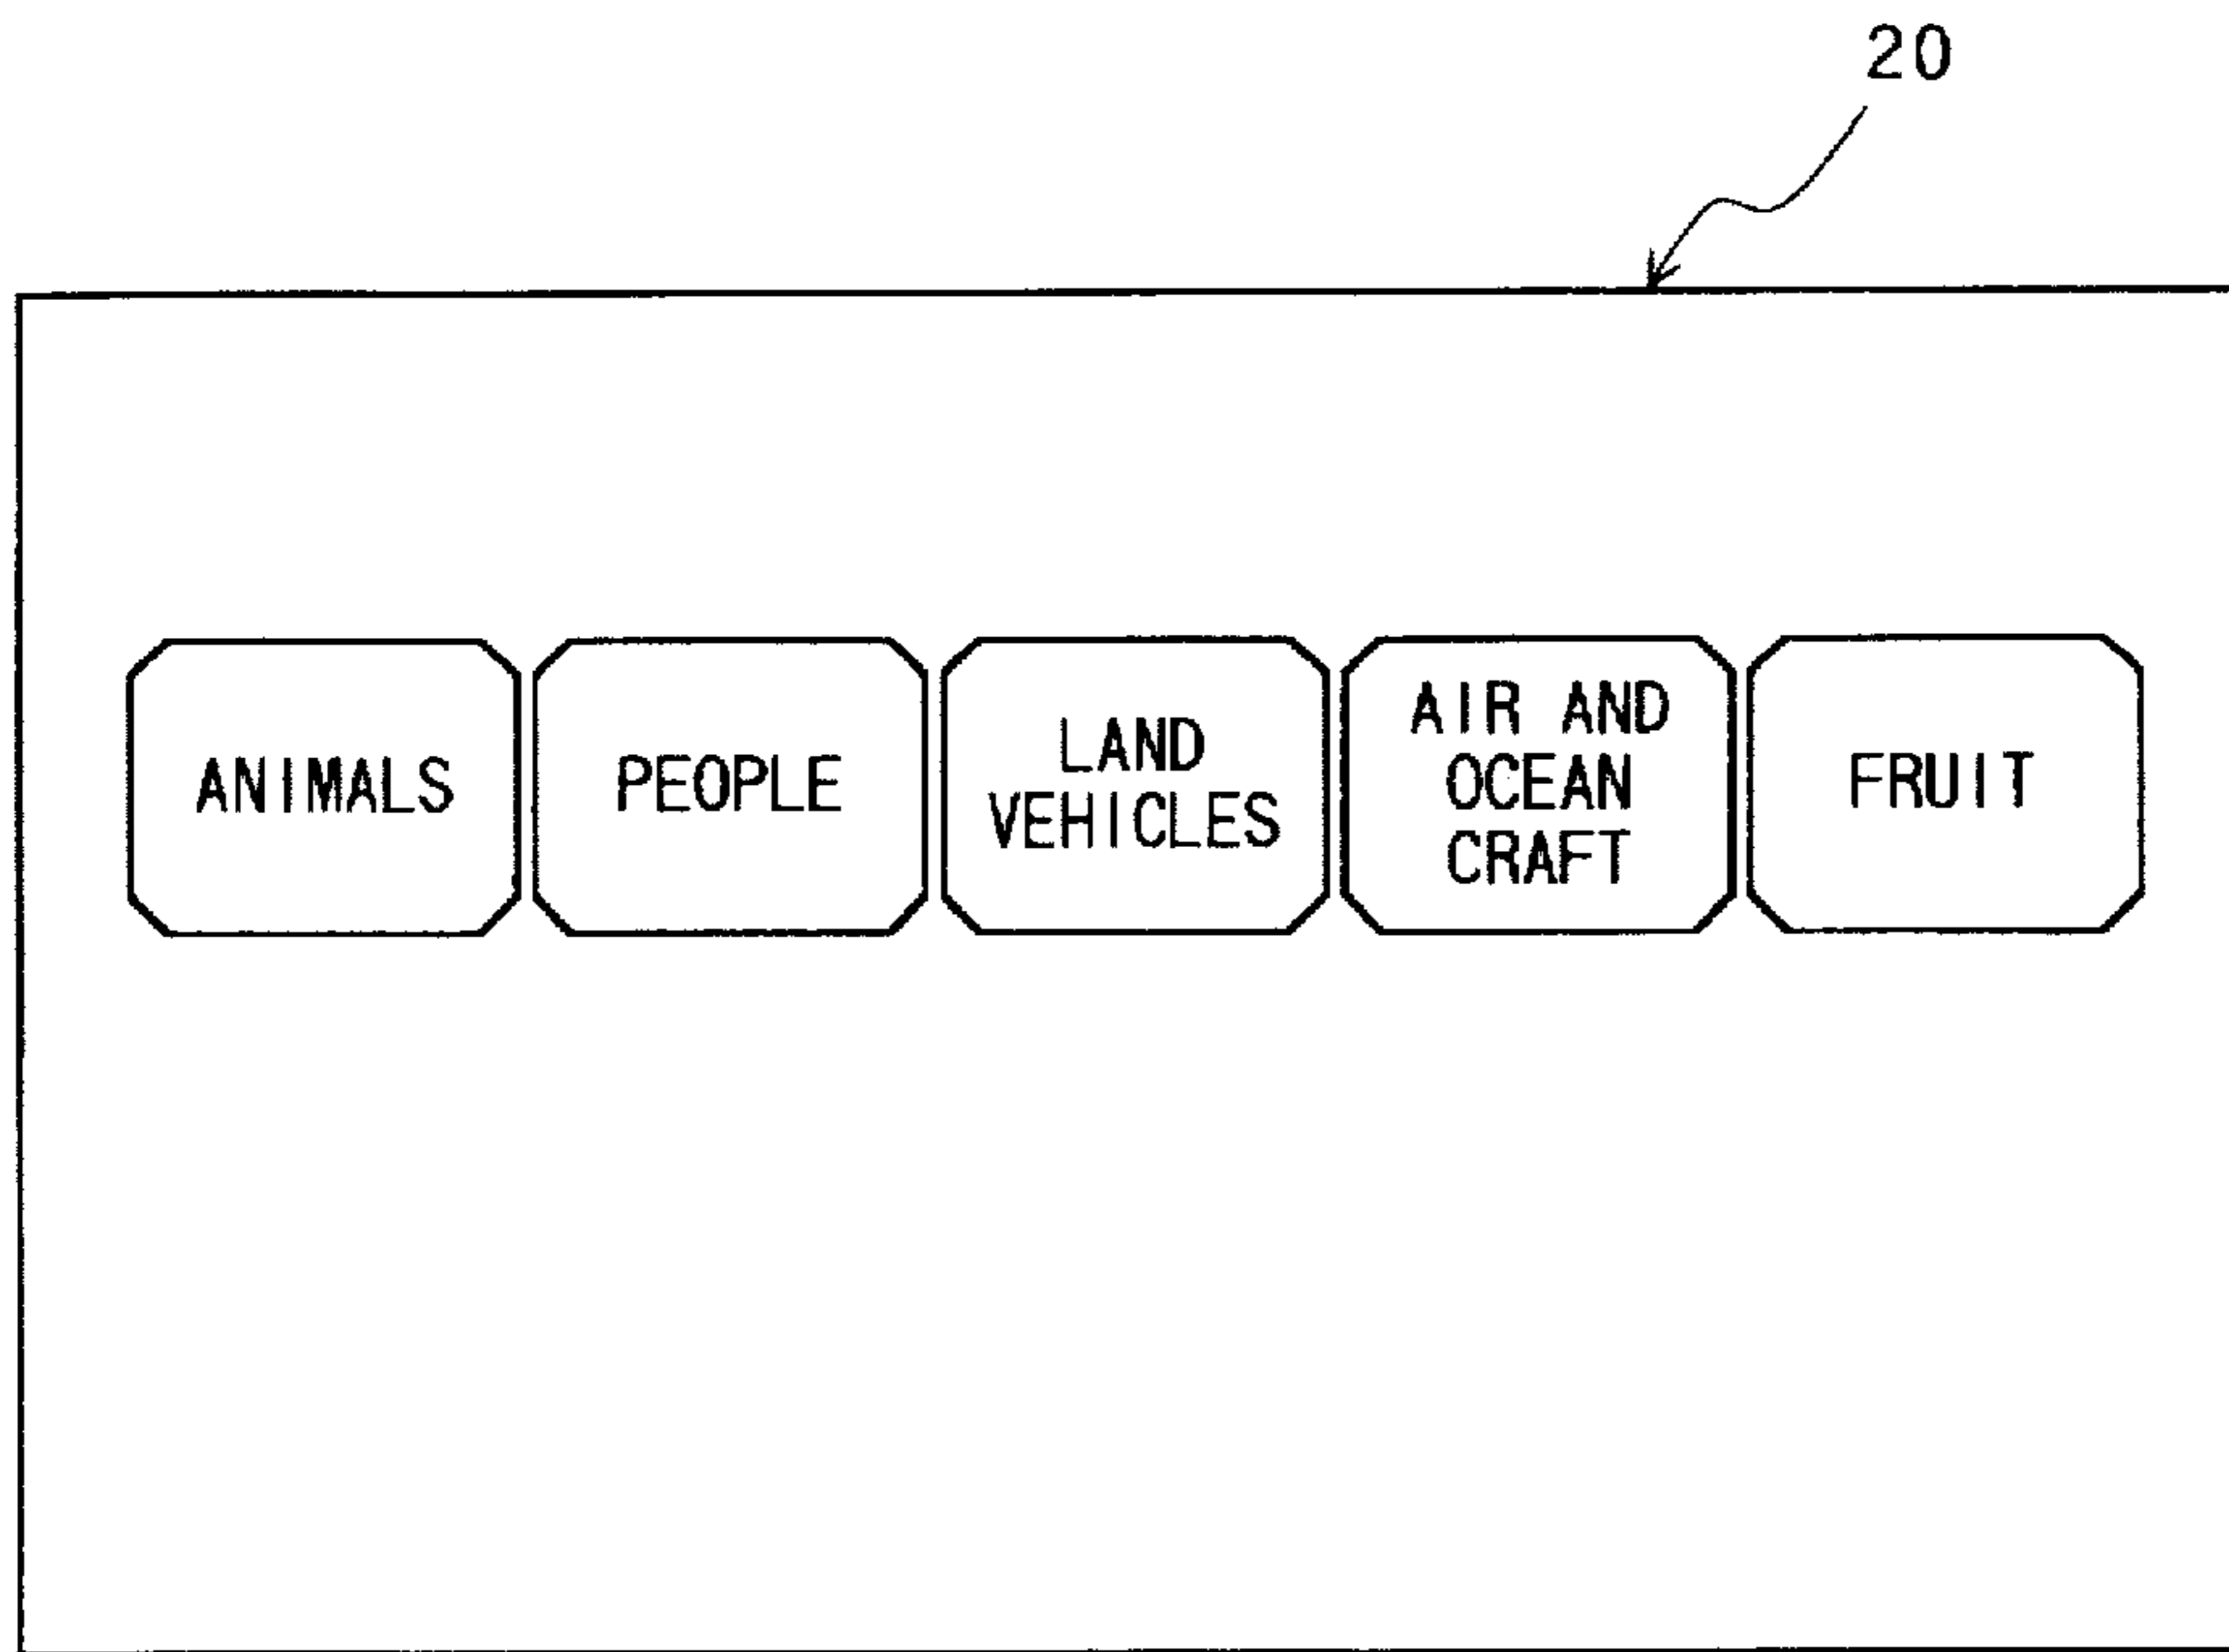 20
ANIMALS
PEOPLE
LAND
VEHICLES
AIR AND
OCEAN
CRAFT
FRUIT